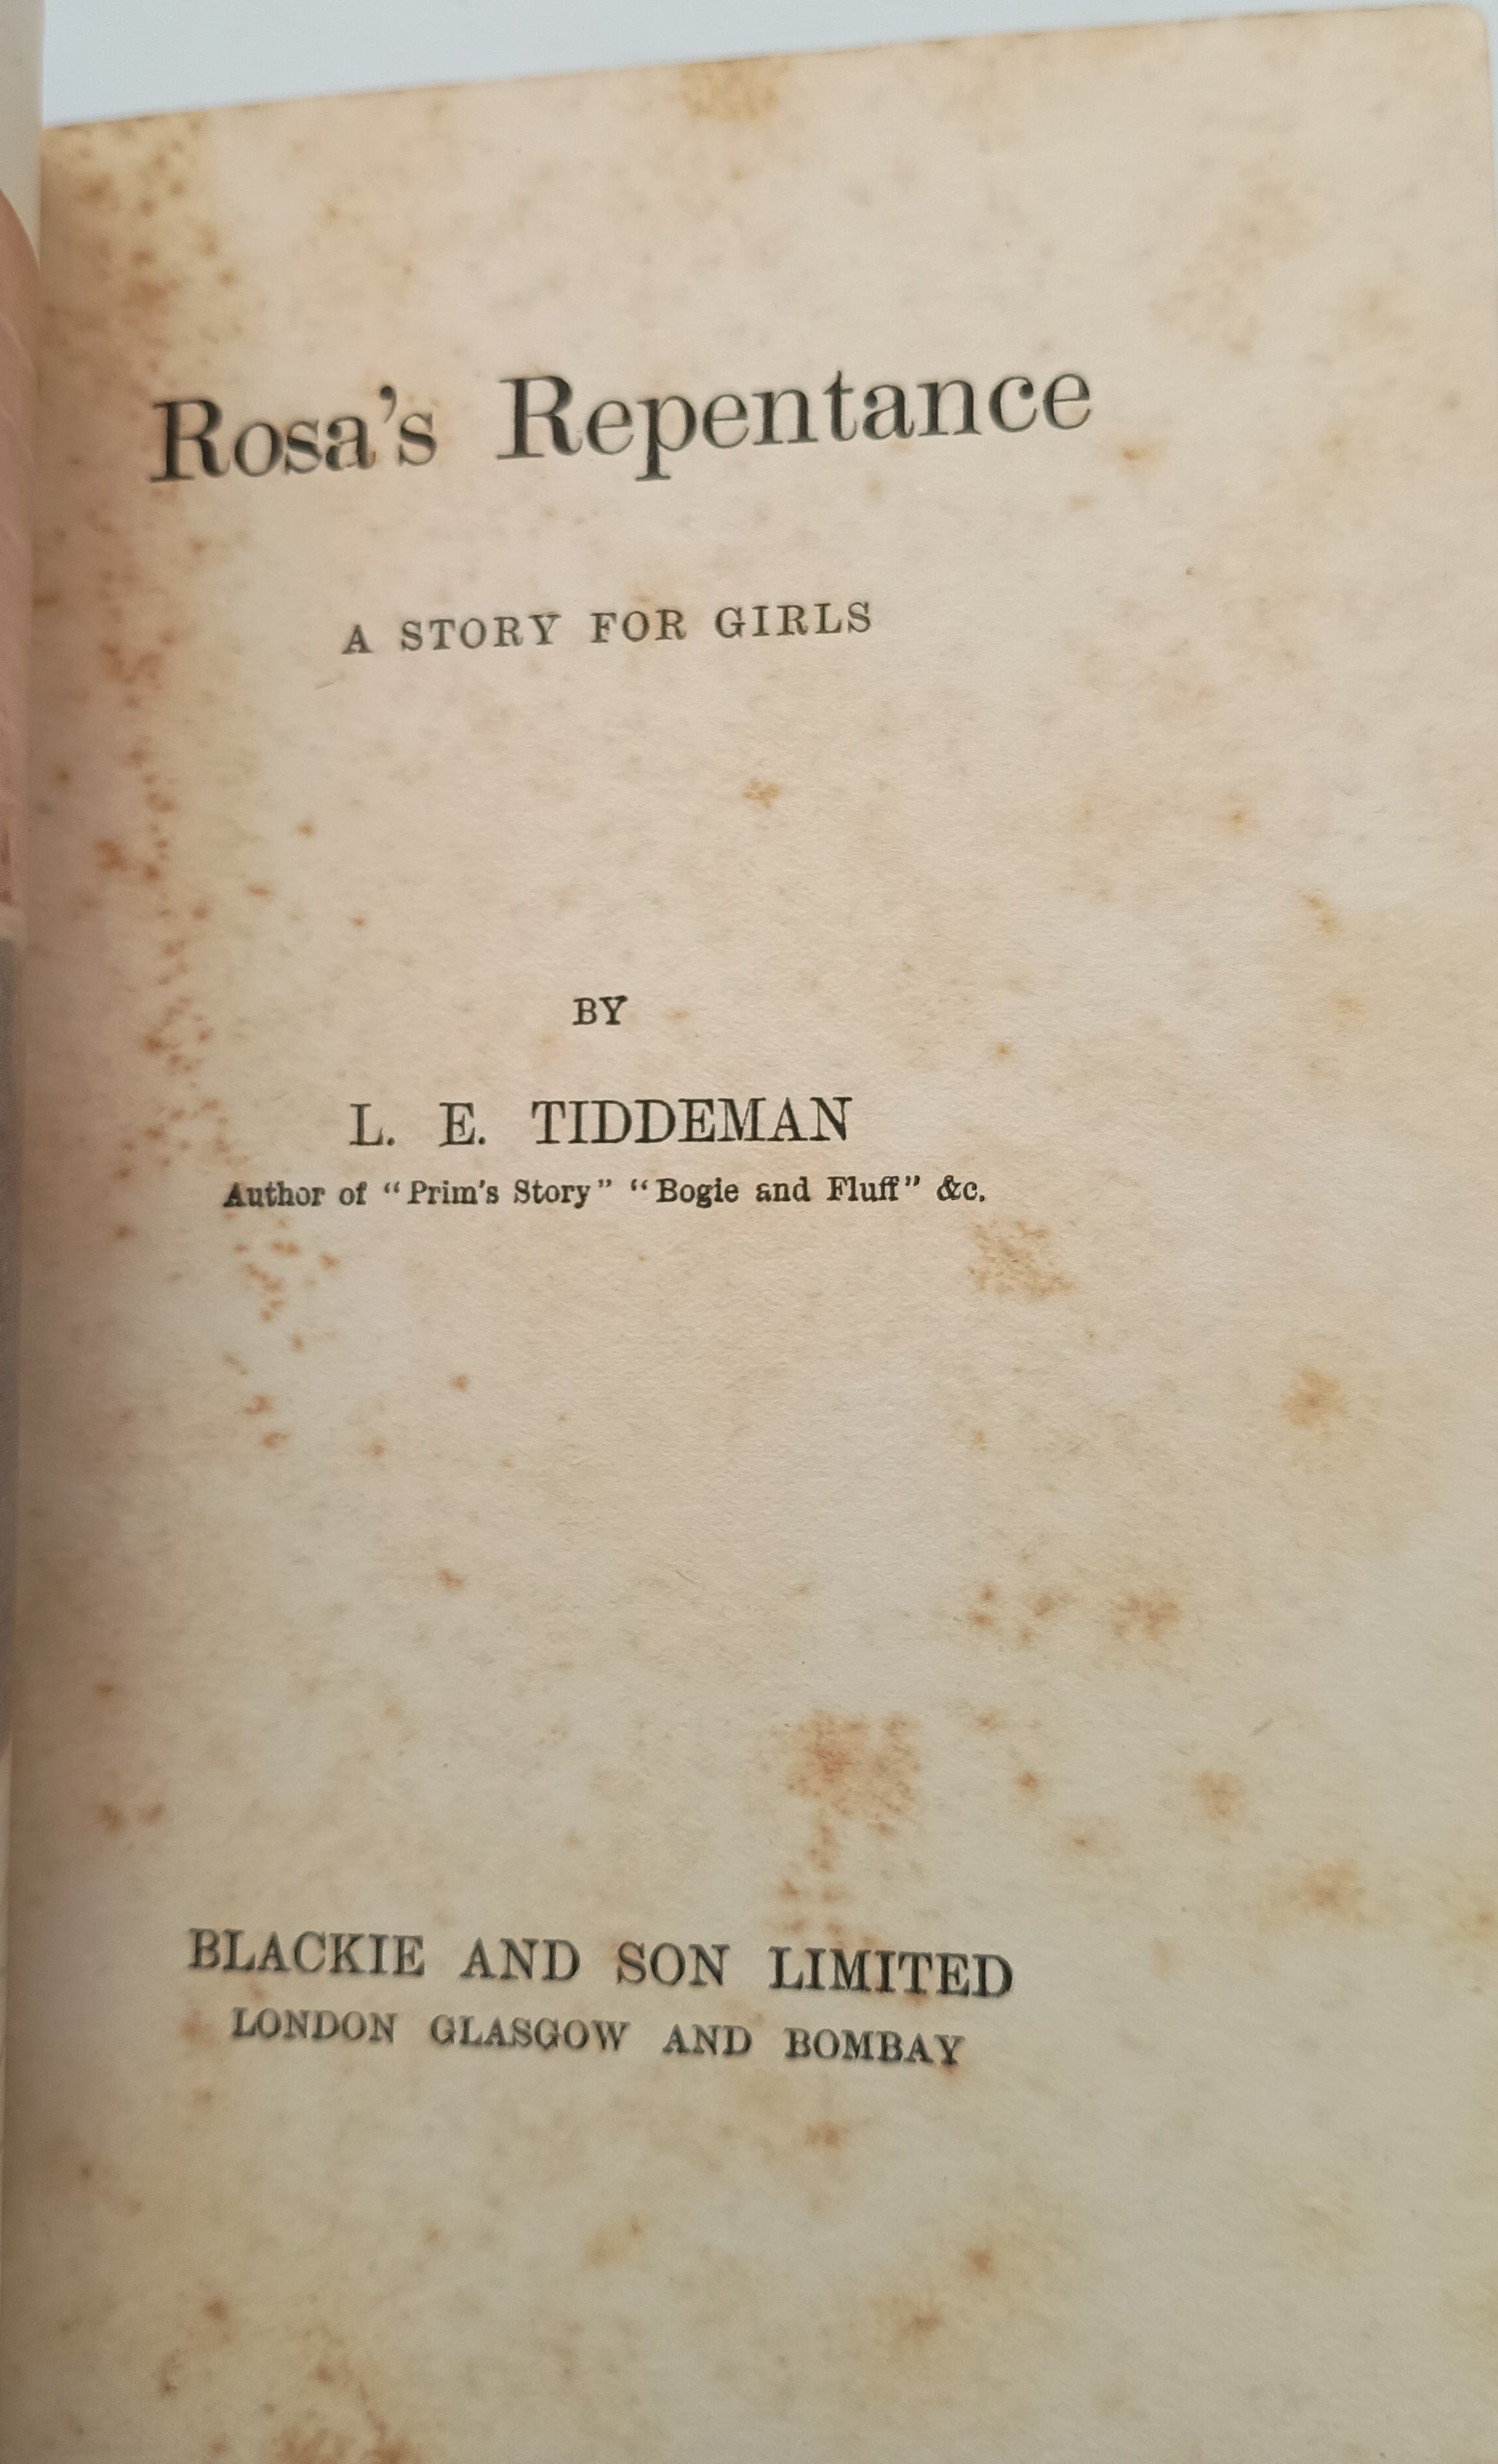 Rosa's Repentance
A STORY FOR GIRLS
BY
L. E. TIDDEMAN
Author of “Prim's Story” “Bogie and Fluff” &c.
BLACKIE AND SON LIMITED
LONDON GLASGOW AND BOMBAY